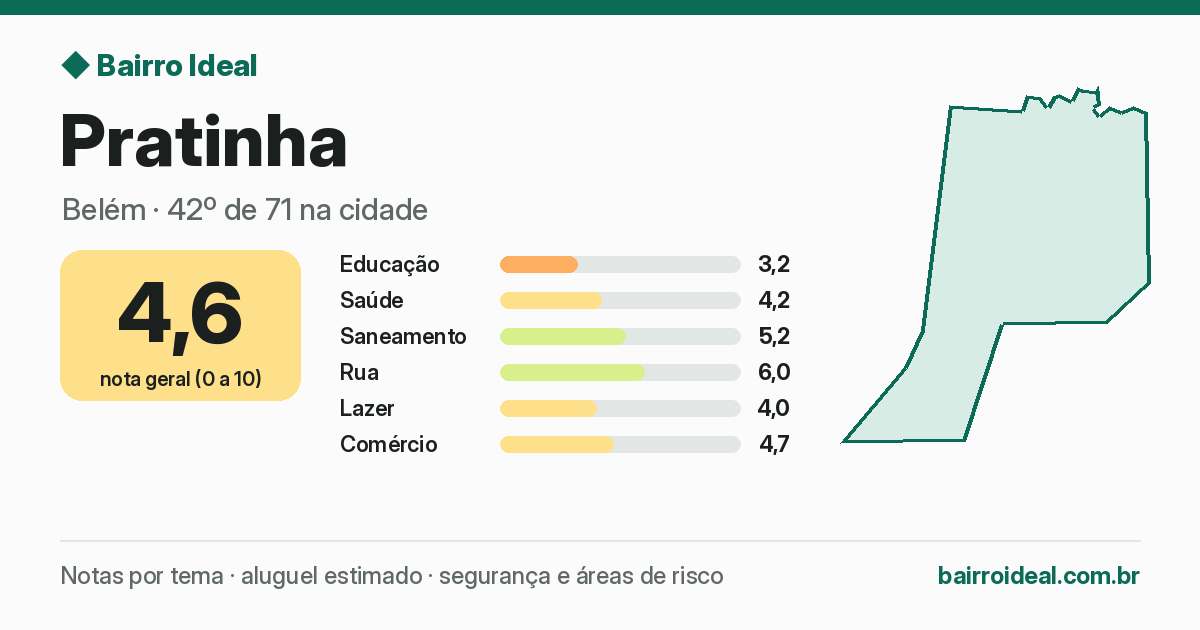 Bairro Ideal
Pratinha
Belém · 42º de 71 na cidade
4,6
nota geral (0 a 10)
Educação 3,2
Saúde 4,2
Saneamento 5,2
Rua 6,0
Lazer 4,0
Comércio 4,7
Notas por tema · aluguel estimado · segurança e áreas de risco
bairroideal.com.br